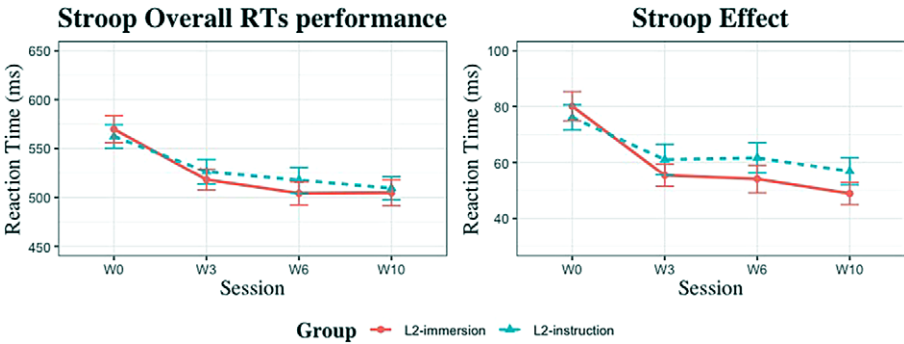 Stroop Overall RTs performance
Reaction Time (ms)
650
600
550
500
450
W0 W3 W6 W10
Session
Stroop Effect
Reaction Time (ms)
100
80
60
40
W0 W3 W6 W10
Session
Group L2-immersion L2-instruction